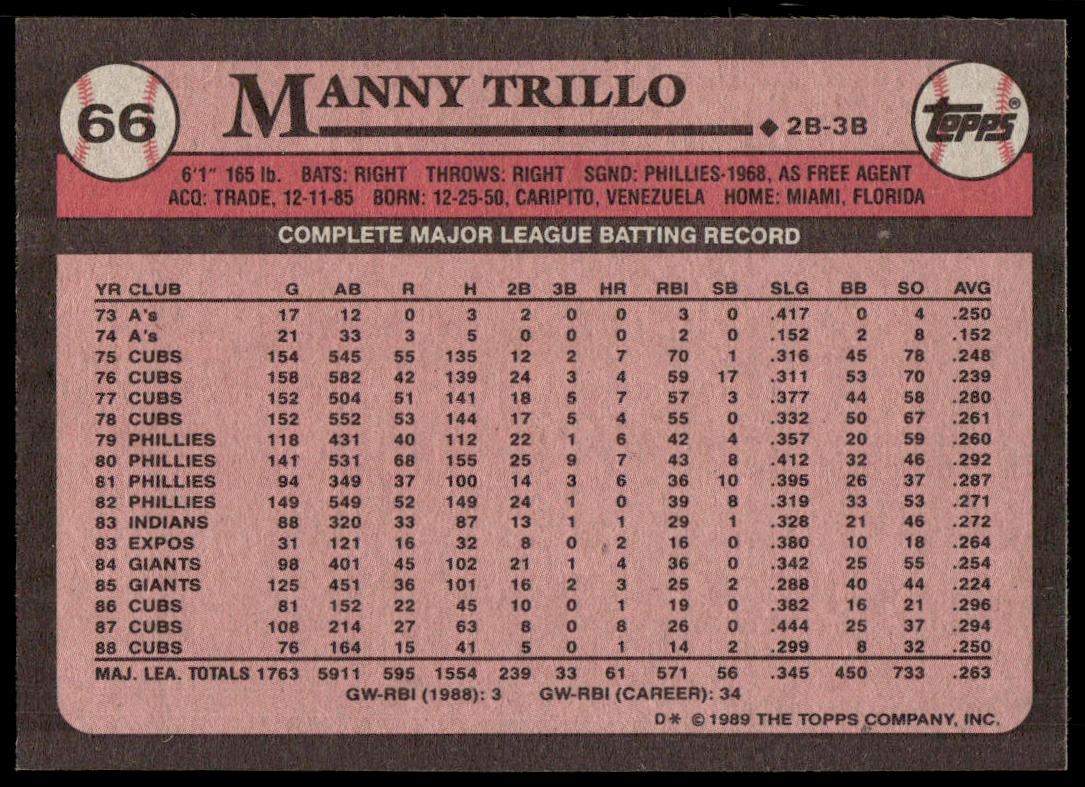 66
MANNY TRILLO
◆ 2B-3B
TOPPS®
6'1" 165 lb. BATS: RIGHT THROWS: RIGHT SGND: PHILLIES-1968, AS FREE AGENT
ACQ: TRADE, 12-11-85 BORN: 12-25-50, CARIPITO, VENEZUELA HOME: MIAMI, FLORIDA
COMPLETE MAJOR LEAGUE BATTING RECORD
YR CLUB G AB R H 2B 3B HR RBI SB SLG BB SO AVG
73 A's 17 12 0 3 2 0 0 3 0 .417 0 4 .250
74 A's 21 33 3 5 0 0 0 2 0 .152 2 8 .152
75 CUBS 154 545 55 135 12 2 7 70 1 .316 45 78 .248
76 CUBS 158 582 42 139 24 3 4 59 17 .311 53 70 .239
77 CUBS 152 504 51 141 18 5 7 57 3 .377 44 58 .280
78 CUBS 152 552 53 144 17 5 4 55 0 .332 50 67 .261
79 PHILLIES 118 431 40 112 22 1 6 42 4 .357 20 59 .260
80 PHILLIES 141 531 68 155 25 9 7 43 8 .412 32 46 .292
81 PHILLIES 94 349 37 100 14 3 6 36 10 .395 26 37 .287
82 PHILLIES 149 549 52 149 24 1 0 39 8 .319 33 53 .271
83 INDIANS 88 320 33 87 13 1 1 29 1 .328 21 46 .272
83 EXPOS 31 121 16 32 8 0 2 16 0 .380 10 18 .264
84 GIANTS 98 401 45 102 21 1 4 36 0 .342 25 55 .254
85 GIANTS 125 451 36 101 16 2 3 25 2 .288 40 44 .224
86 CUBS 81 152 22 45 10 0 1 19 0 .382 16 21 .296
87 CUBS 108 214 27 63 8 0 8 26 0 .444 25 37 .294
88 CUBS 76 164 15 41 5 0 1 14 2 .299 8 32 .250
MAJ. LEA. TOTALS 1763 5911 595 1554 239 33 61 571 56 .345 450 733 .263
GW-RBI (1988): 3 GW-RBI (CAREER): 34
D* © 1989 THE TOPPS COMPANY, INC.